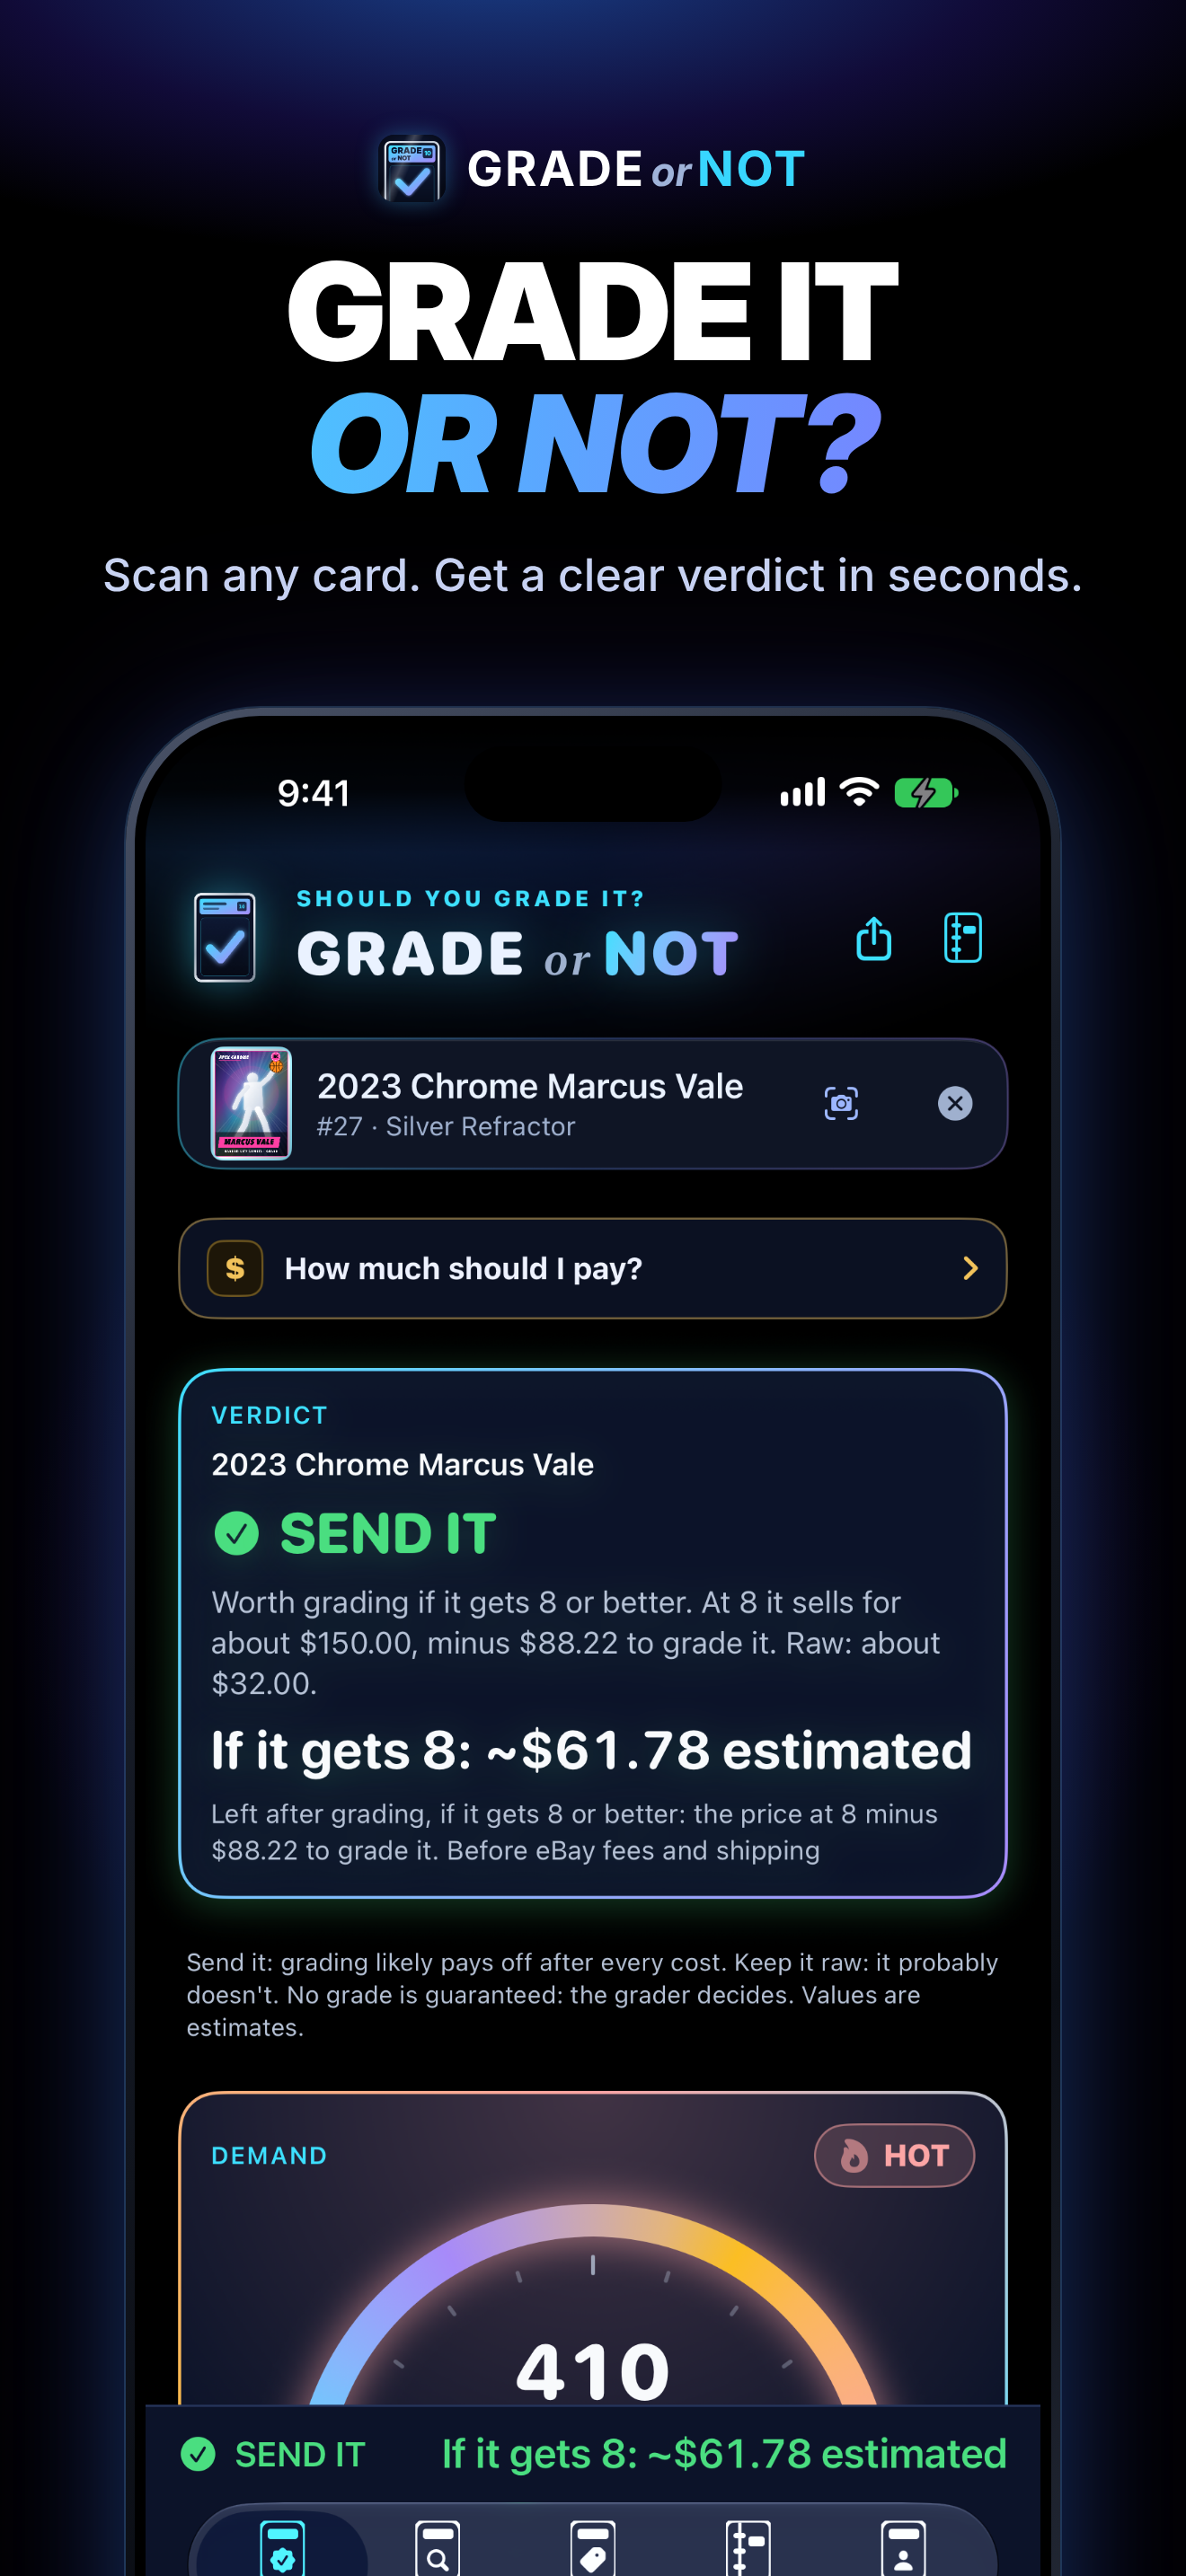 GRADE or NOT
GRADE IT
OR NOT?
Scan any card. Get a clear verdict in seconds.
9:41
SHOULD YOU GRADE IT?
GRADE or NOT
2023 Chrome Marcus Vale
#27 · Silver Refractor
MARCUS VALE
$ How much should I pay?
VERDICT
2023 Chrome Marcus Vale
SEND IT
Worth grading if it gets 8 or better. At 8 it sells for
about $150.00, minus $88.22 to grade it. Raw: about
$32.00.
If it gets 8: ~$61.78 estimated
Left after grading, if it gets 8 or better: the price at 8 minus
$88.22 to grade it. Before eBay fees and shipping
Send it: grading likely pays off after every cost. Keep it raw: it probably
doesn't. No grade is guaranteed: the grader decides. Values are
estimates.
DEMAND
HOT
410
SEND IT
If it gets 8: ~$61.78 estimated